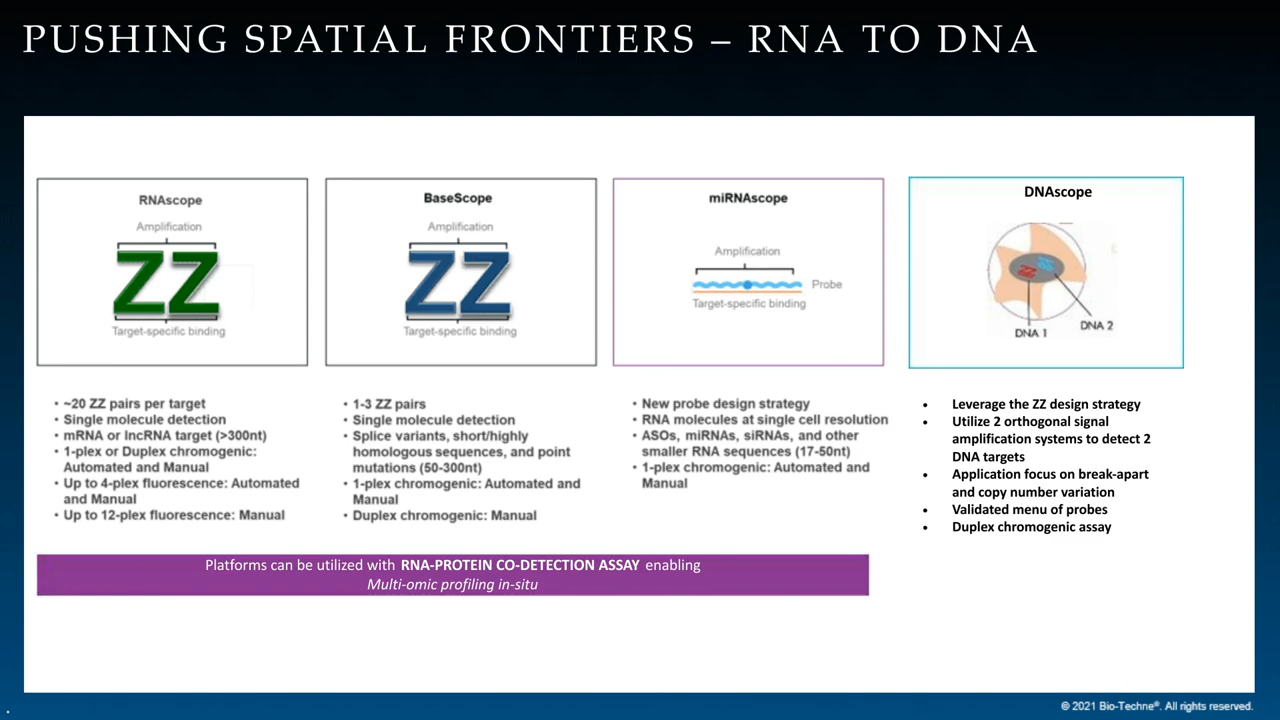 PUSHING SPATIAL FRONTIERS – RNA TO DNA
RNAscope
Amplification
ZZ
Target-specific binding
• ~20 ZZ pairs per target
• Single molecule detection
• mRNA or lncRNA target (>300nt)
• 1-plex or Duplex chromogenic:
Automated and Manual
• Up to 4-plex fluorescence: Automated
and Manual
• Up to 12-plex fluorescence: Manual
BaseScope
Amplification
ZZ
Target-specific binding
• 1-3 ZZ pairs
• Single molecule detection
• Splice variants, short/highly
homologous sequences, and point
mutations (50-300nt)
• 1-plex chromogenic: Automated and
Manual
• Duplex chromogenic: Manual
miRNAscope
Amplification
Probe
Target-specific binding
• New probe design strategy
• RNA molecules at single cell resolution
• ASOs, miRNAs, siRNAs, and other
smaller RNA sequences (17-50nt)
• 1-plex chromogenic: Automated and
Manual
DNAscope
ZZ
ZZ
DNA 1
DNA 2
• Leverage the ZZ design strategy
• Utilize 2 orthogonal signal
amplification systems to detect 2
DNA targets
• Application focus on break-apart
and copy number variation
• Validated menu of probes
• Duplex chromogenic assay
Platforms can be utilized with RNA-PROTEIN CO-DETECTION ASSAY enabling
Multi-omic profiling in-situ
© 2021 Bio-Techne®. All rights reserved.